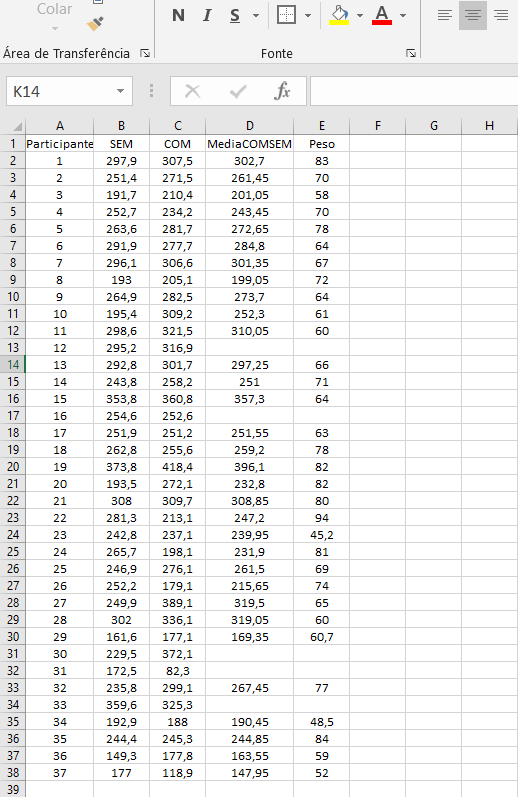 Colar
N I S A
Área de Transferência Fonte
K14 fx
A B C D E F G H
1 Participante SEM COM MediaCOMSEM Peso
2 1 297,9 307,5 302,7 83
3 2 251,4 271,5 261,45 70
4 3 191,7 210,4 201,05 58
5 4 252,7 234,2 243,45 70
6 5 263,6 281,7 272,65 78
7 6 291,9 277,7 284,8 64
8 7 296,1 306,6 301,35 67
9 8 193 205,1 199,05 72
10 9 264,9 282,5 273,7 64
11 10 195,4 309,2 252,3 61
12 11 298,6 321,5 310,05 60
13 12 295,2 316,9
14 13 292,8 301,7 297,25 66
15 14 243,8 258,2 251 71
16 15 353,8 360,8 357,3 64
17 16 254,6 252,6
18 17 251,9 251,2 251,55 63
19 18 262,8 255,6 259,2 78
20 19 373,8 418,4 396,1 82
21 20 193,5 272,1 232,8 82
22 21 308 309,7 308,85 80
23 22 281,3 213,1 247,2 94
24 23 242,8 237,1 239,95 45,2
25 24 265,7 198,1 231,9 81
26 25 246,9 276,1 261,5 69
27 26 252,2 179,1 215,65 74
28 27 249,9 389,1 319,5 65
29 28 302 336,1 319,05 60
30 29 161,6 177,1 169,35 60,7
31 30 229,5 372,1
32 31 172,5 82,3
33 32 235,8 299,1 267,45 77
34 33 359,6 325,3
35 34 192,9 188 190,45 48,5
36 35 244,4 245,3 244,85 84
37 36 149,3 177,8 163,55 59
38 37 177 118,9 147,95 52
39